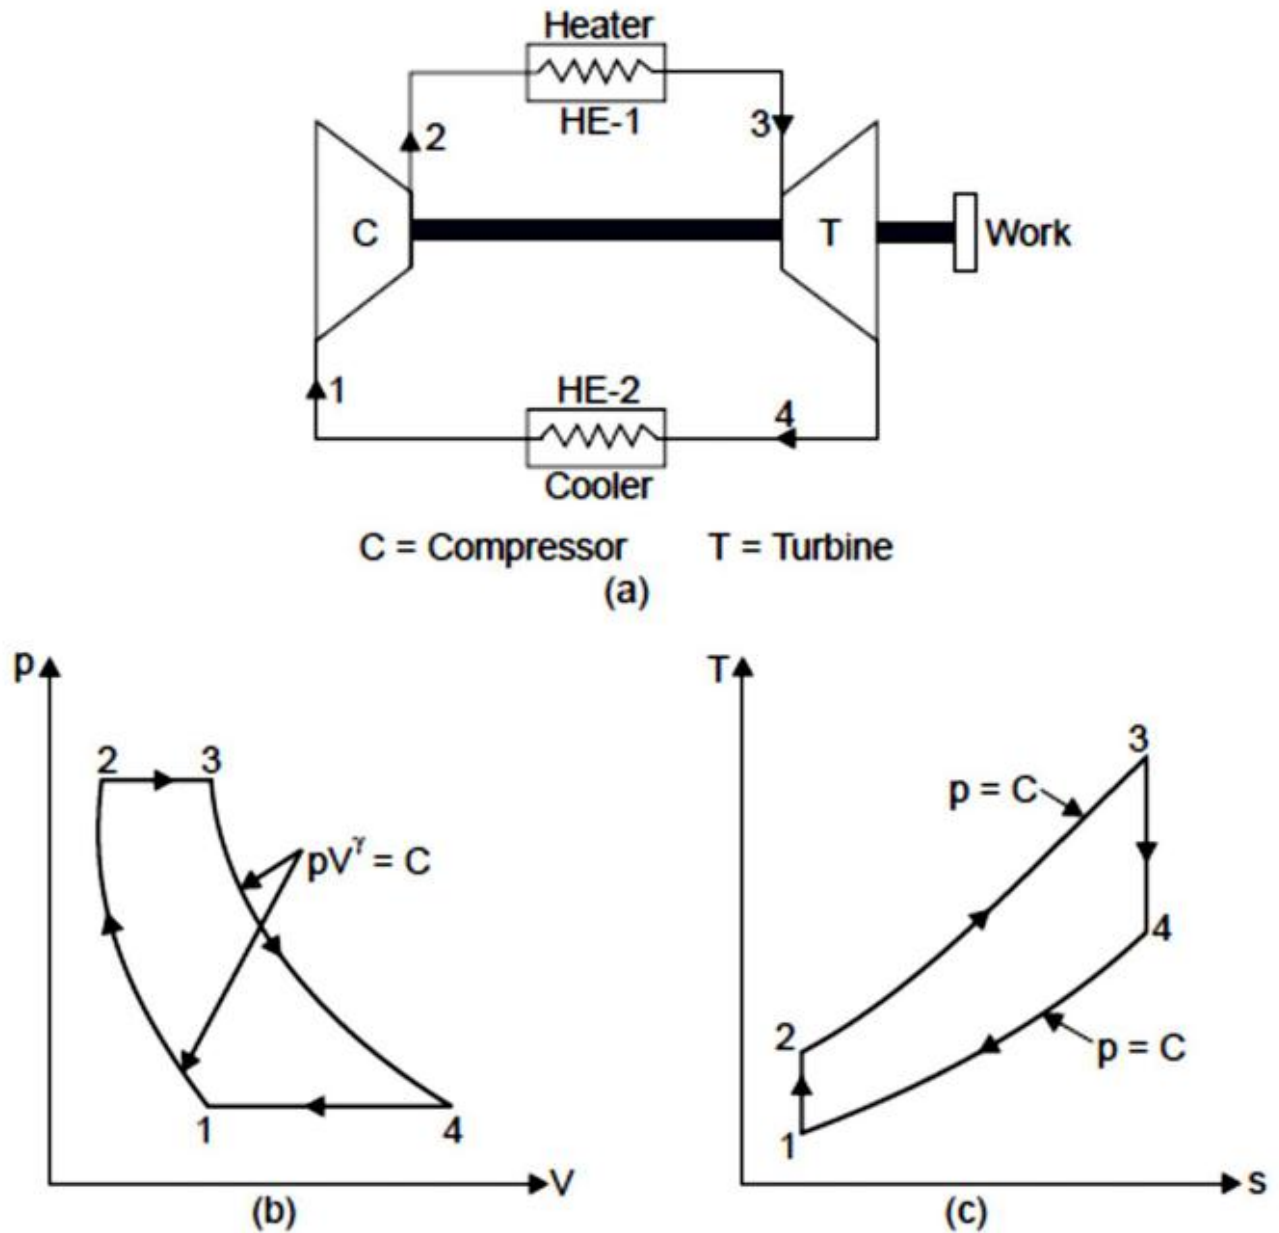 Heater
HE-1
2
3
C
T
Work
1
HE-2
4
Cooler
C = Compressor T = Turbine
(a)
p
2 3
pVᵞ = C
1 4
V
(b)
T
3
p = C
4
2
p = C
1
s
(c)